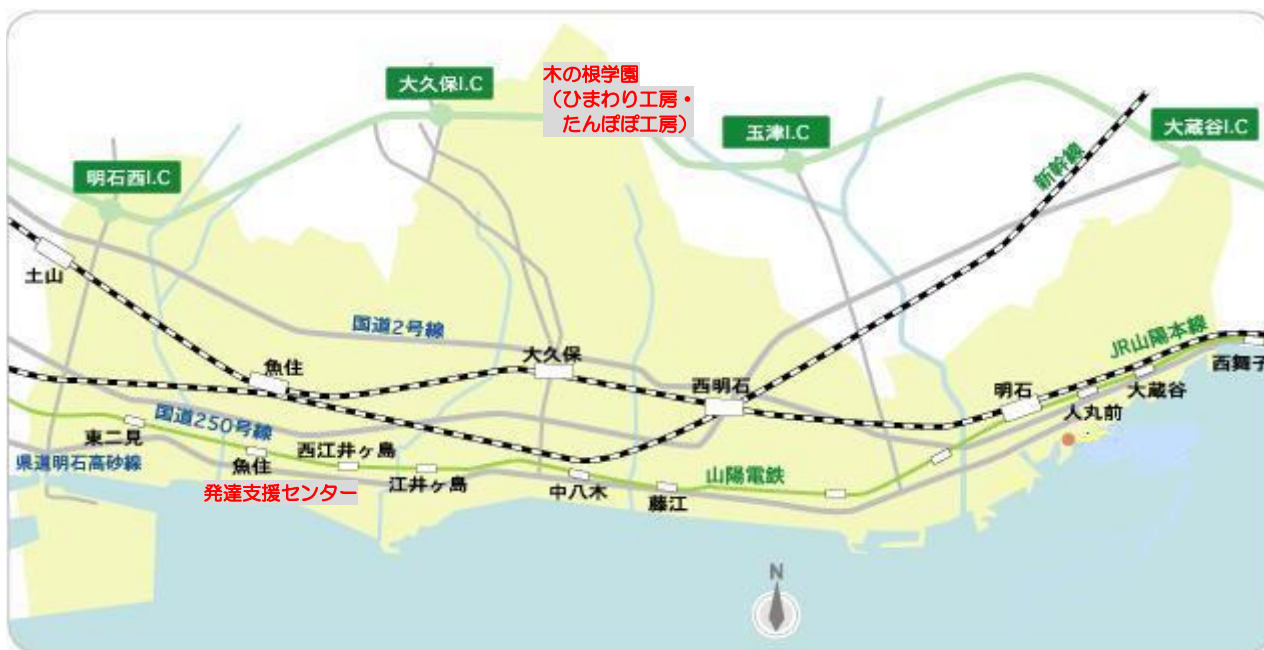 木の根学園
（ひまわり工房・
たんぽぽ工房）
大久保I.C
玉津I.C
大蔵谷I.C
明石西I.C
新幹線
土山
国道2号線
大久保
JR山陽本線
魚住
西明石
明石
大蔵谷
西舞子
人丸前
国道250号線
東二見
西江井ヶ島
県道明石高砂線
魚住
江井ヶ島
中八木
藤江
山陽電鉄
発達支援センター
N